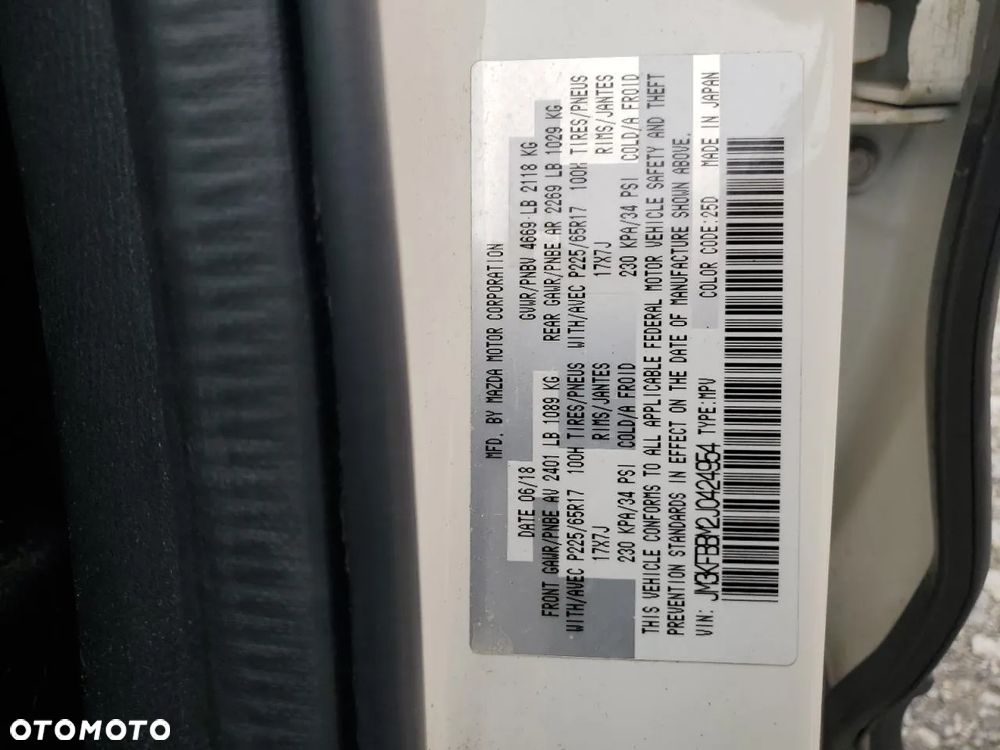 MFD. BY MAZDA MOTOR CORPORATION
DATE 06/18 GVWR/PNBV 4669 LB 2118 KG
FRONT GAWR/PNBE AV 2401 LB 1089 KG REAR GAWR/PNBE AR 2269 LB 1029 KG
WITH/AVEC P225/65R17 100H TIRES/PNEUS WITH/AVEC P225/65R17 100H TIRES/PNEUS
17X7J RIMS/JANTES 17X7J RIMS/JANTES
230 KPA/34 PSI COLD/A FROID 230 KPA/34 PSI COLD/A FROID
THIS VEHICLE CONFORMS TO ALL APPLICABLE FEDERAL MOTOR VEHICLE SAFETY AND THEFT
PREVENTION STANDARDS IN EFFECT ON THE DATE OF MANUFACTURE SHOWN ABOVE.
VIN: JM3KFBBM2J0424954 TYPE:MPV COLOR CODE:25D MADE IN JAPAN
OTOMOTO